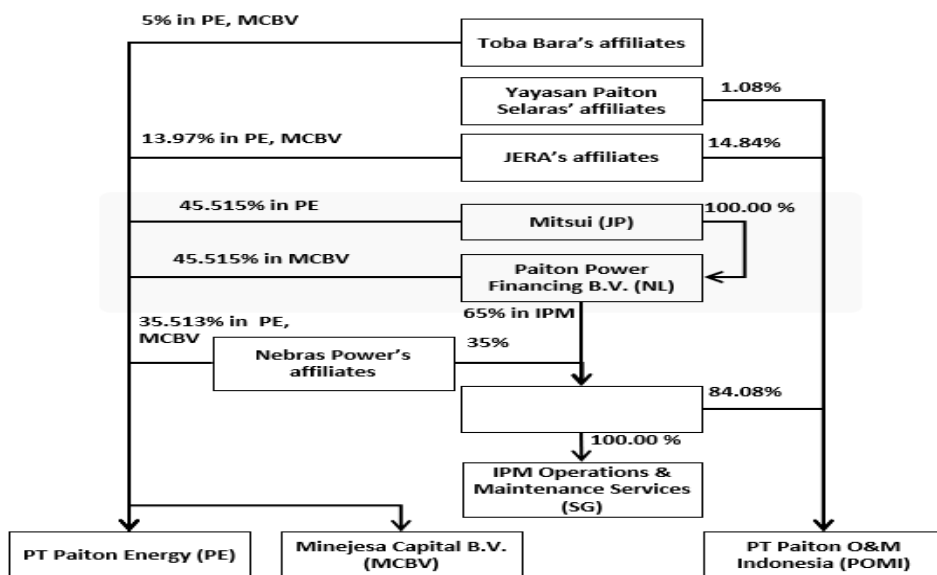 5% in PE, MCBV
Toba Bara's affiliates
Yayasan Paiton
Selaras' affiliates
1.08%
13.97% in PE, MCBV
JERA's affiliates
14.84%
45.515% in PE
Mitsui (JP)
100.00 %
45.515% in MCBV
Paiton Power
Financing B.V. (NL)
65% in IPM
35.513% in PE,
MCBV
Nebras Power's
affiliates
35%
84.08%
100.00 %
IPM Operations &
Maintenance Services
(SG)
PT Paiton Energy (PE)
Minejesa Capital B.V.
(MCBV)
PT Paiton O&M
Indonesia (POMI)